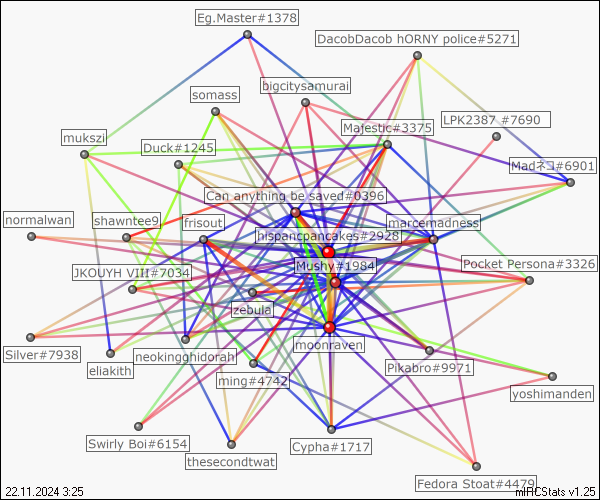 Eg.Master#1378
DacobDacob hORNY police#5271
bigcitysamurai
somass
LPK2387 #7690
Majestic#3375
mukszi
Duck#1245
Madネコ#6901
Can anything be saved#0396
normalwan
shawntee9
frisout
marcemadness
hispanicpancakes#2928
Mushy#1984
Pocket Persona#3326
JKOUYH VIII#7034
zebula
moonraven
Silver#7938
neokingghidorah
eliakith
Pikabro#9971
ming#4742
yoshimanden
Swirly Boi#6154
Cypha#1717
thesecondtwat
Fedora Stoat#4479
22.11.2024 3:25
mIRCStats v1.25